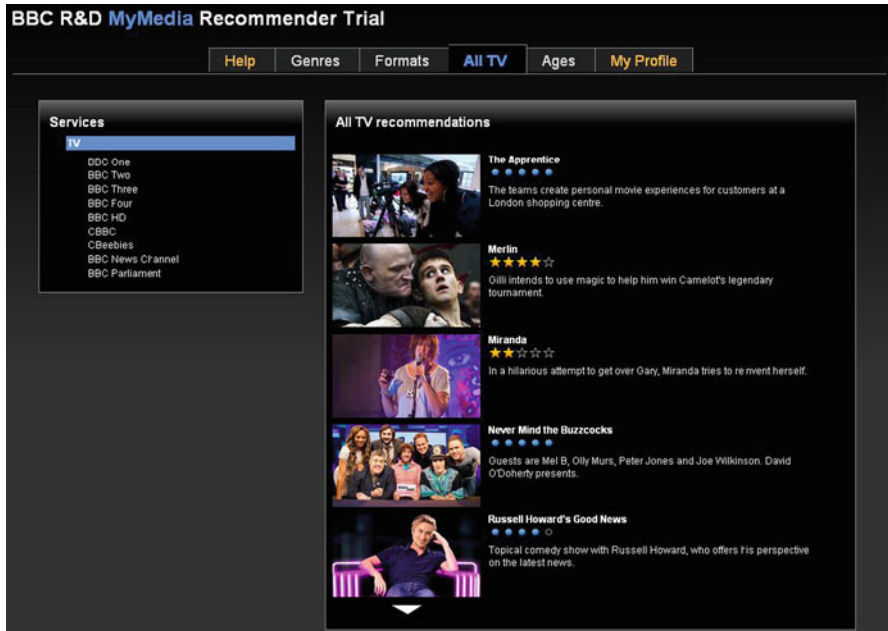 BBC R&D MyMedia Recommender Trial
Help Genres Formats All TV Ages My Profile
Services
TV
BBC One
BBC Two
BBC Three
BBC Four
BBC HD
CBBC
CBeebies
BBC News Channel
BBC Parliament
All TV recommendations
The Apprentice
The teams create personal movie experiences for customers at a
London shopping centre.
Merlin
Gilli intends to use magic to help him win Camelot's legendary
tournament.
Miranda
In a hilarious attempt to get over Gary, Miranda tries to reinvent herself.
Never Mind the Buzzcocks
Guests are Mel B, Olly Murs, Peter Jones and Joe Wilkinson. David
O'Doherty presents.
Russell Howard's Good News
Topical comedy show with Russell Howard, who offers his perspective
on the latest news.